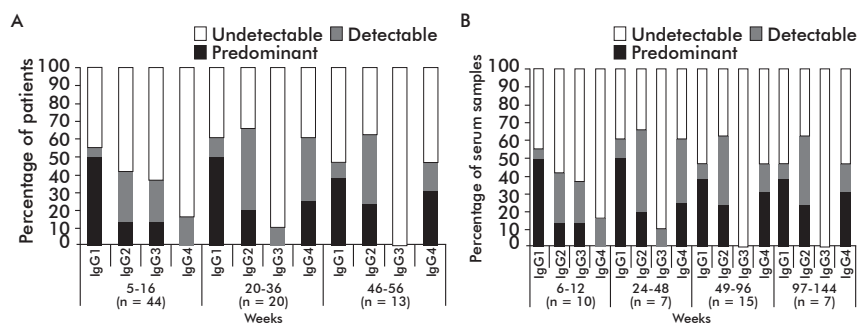 A
Undetectable Detectable
Predominant
Percentage of patients
100
90
80
70
60
50
40
30
20
10
0
IgG1 IgG2 IgG3 IgG4 IgG1 IgG2 IgG3 IgG4 IgG1 IgG2 IgG3 IgG4
5-16 20-36 46-56
(n = 44) (n = 20) (n = 13)
Weeks
B
Undetectable Detectable
Predominant
Percentage of serum samples
100
90
80
70
60
50
40
30
20
10
0
IgG1 IgG2 IgG3 IgG4 IgG1 IgG2 IgG3 IgG4 IgG1 IgG2 IgG3 IgG4 IgG1 IgG2 IgG3 IgG4
6-12 24-48 49-96 97-144
(n = 10) (n = 7) (n = 15) (n = 7)
Weeks